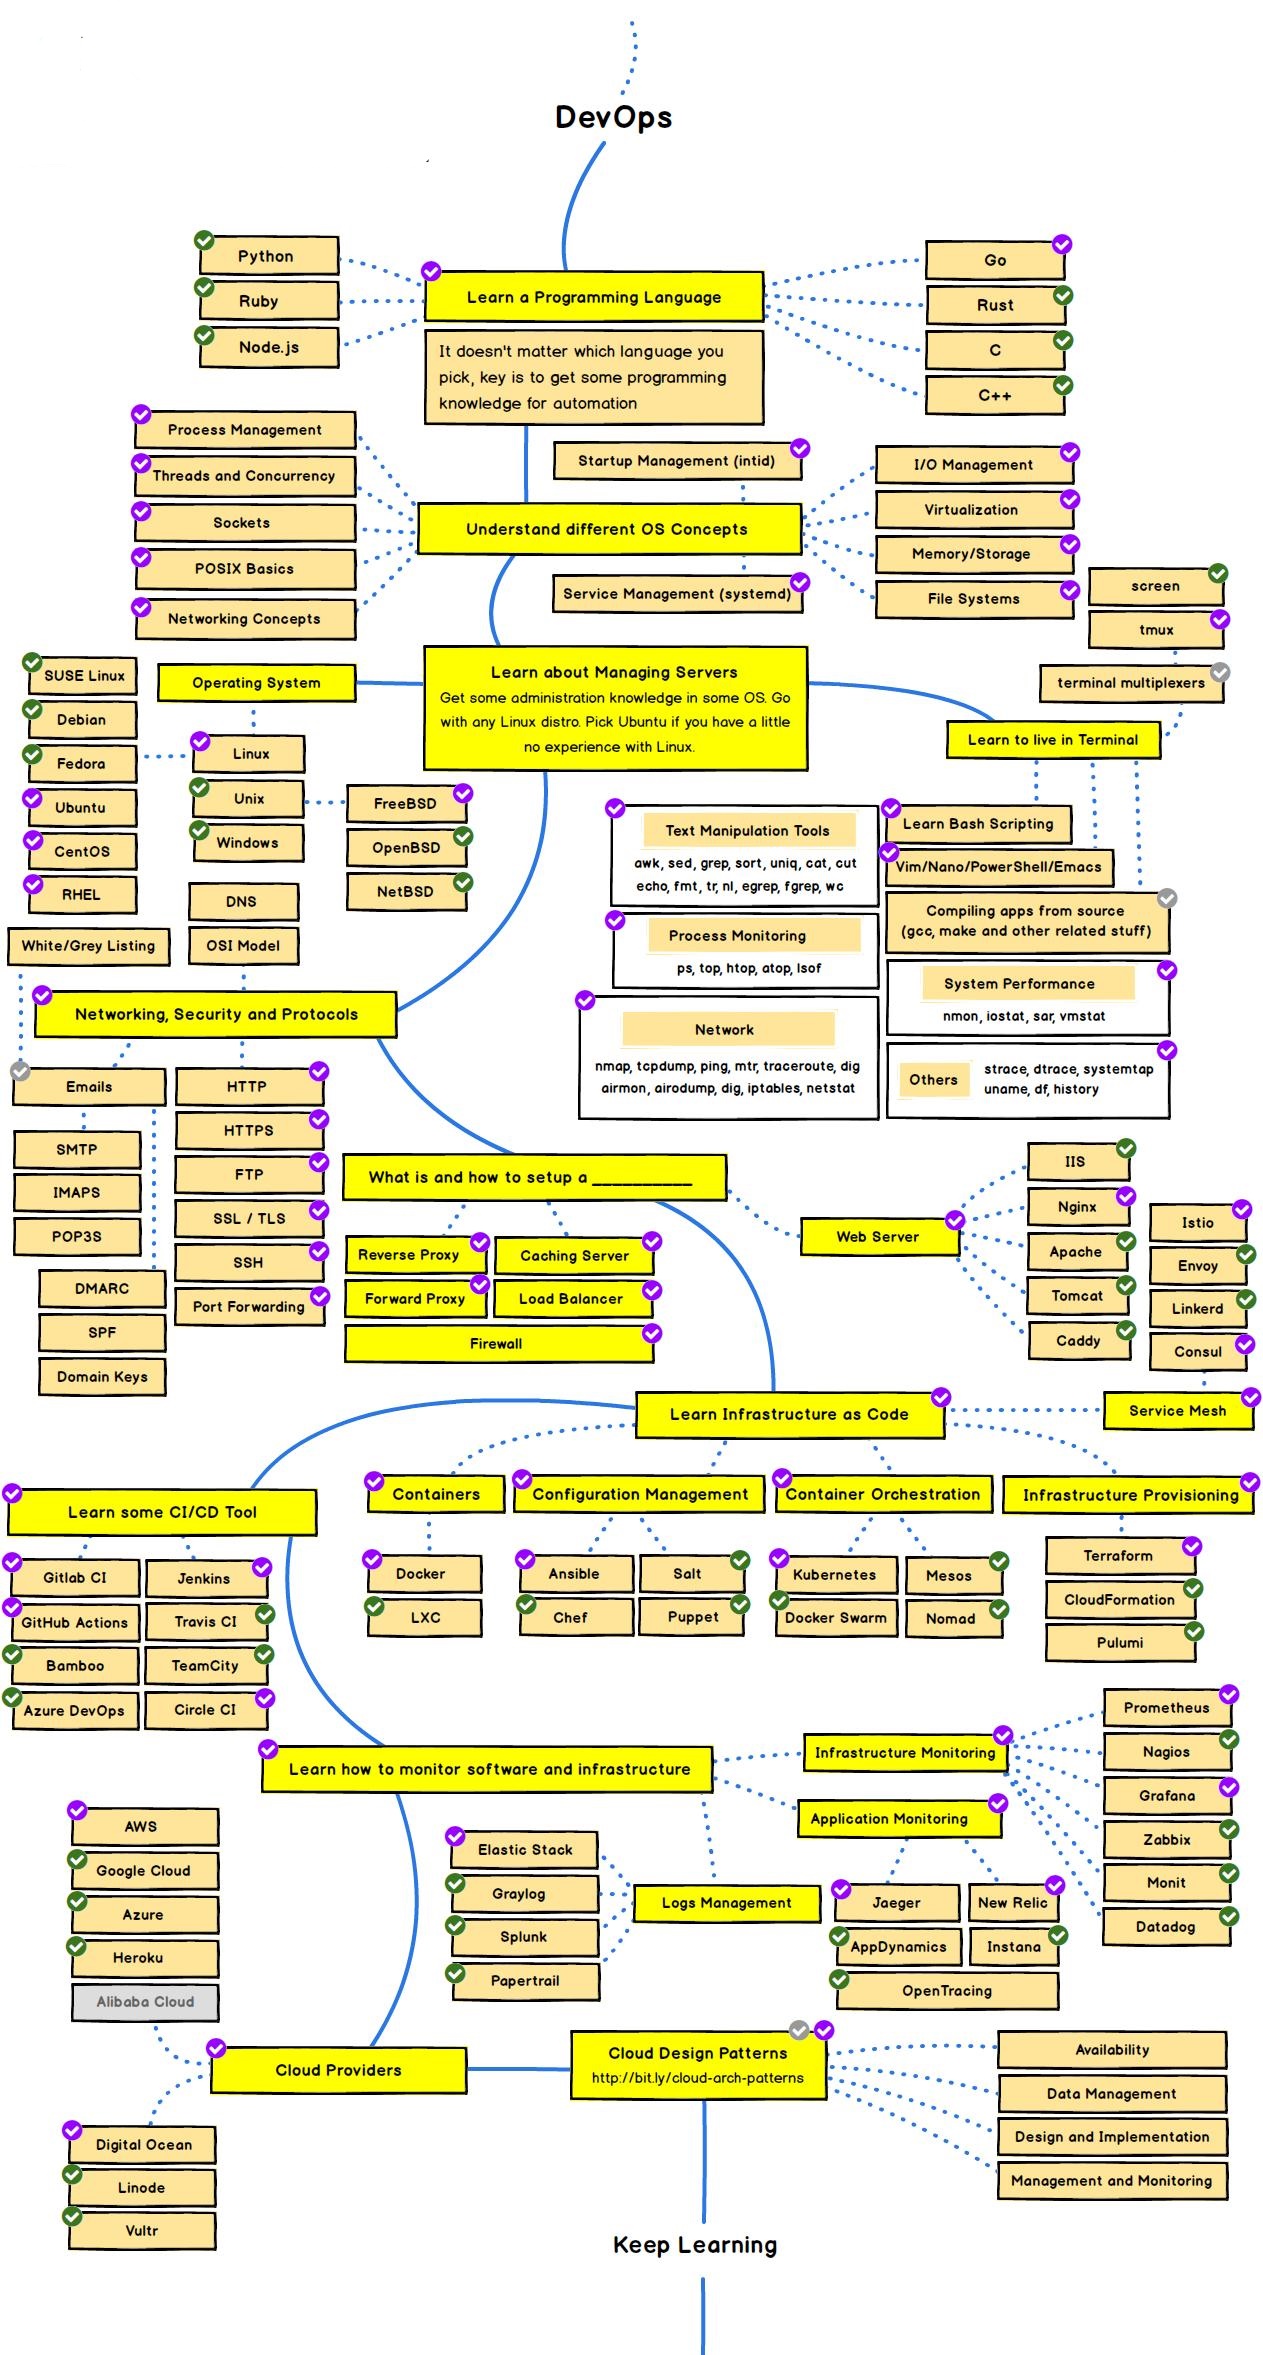 DevOps
Python
Ruby
Node.js
Learn a Programming Language
It doesn't matter which language you
pick, key is to get some programming
knowledge for automation
Go
Rust
C
C++
Process Management
Threads and Concurrency
Sockets
POSIX Basics
Networking Concepts
Startup Management (intid)
Understand different OS Concepts
Service Management (systemd)
I/O Management
Virtualization
Memory/Storage
File Systems
screen
tmux
terminal multiplexers
Learn to live in Terminal
Learn about Managing Servers
Get some administration knowledge in some OS. Go
with any Linux distro. Pick Ubuntu if you have a little
no experience with Linux.
Operating System
SUSE Linux
Debian
Fedora
Ubuntu
CentOS
RHEL
Linux
Unix
Windows
FreeBSD
OpenBSD
NetBSD
Text Manipulation Tools
awk, sed, grep, sort, uniq, cat, cut
echo, fmt, tr, nl, egrep, fgrep, wc
Process Monitoring
ps, top, htop, atop, lsof
Network
nmap, tcpdump, ping, mtr, traceroute, dig
airmon, airodump, dig, iptables, netstat
Learn Bash Scripting
Vim/Nano/PowerShell/Emacs
Compiling apps from source
(gcc, make and other related stuff)
System Performance
nmon, iostat, sar, vmstat
Others
strace, dtrace, systemtap
uname, df, history
DNS
OSI Model
White/Grey Listing
Networking, Security and Protocols
Emails
SMTP
IMAPS
POP3S
DMARC
SPF
Domain Keys
HTTP
HTTPS
FTP
SSL / TLS
SSH
Port Forwarding
What is and how to setup a __________
Reverse Proxy
Caching Server
Forward Proxy
Load Balancer
Firewall
Web Server
IIS
Nginx
Apache
Tomcat
Caddy
Istio
Envoy
Linkerd
Consul
Service Mesh
Learn Infrastructure as Code
Containers
Configuration Management
Container Orchestration
Infrastructure Provisioning
Docker
LXC
Ansible
Salt
Chef
Puppet
Kubernetes
Mesos
Docker Swarm
Nomad
Terraform
CloudFormation
Pulumi
Learn some CI/CD Tool
Gitlab CI
Jenkins
GitHub Actions
Travis CI
Bamboo
TeamCity
Azure DevOps
Circle CI
Learn how to monitor software and infrastructure
Infrastructure Monitoring
Application Monitoring
Prometheus
Nagios
Grafana
Zabbix
Monit
Datadog
Jaeger
New Relic
AppDynamics
Instana
OpenTracing
Logs Management
Elastic Stack
Graylog
Splunk
Papertrail
AWS
Google Cloud
Azure
Heroku
Alibaba Cloud
Cloud Providers
Digital Ocean
Linode
Vultr
Cloud Design Patterns
http://bit.ly/cloud-arch-patterns
Availability
Data Management
Design and Implementation
Management and Monitoring
Keep Learning